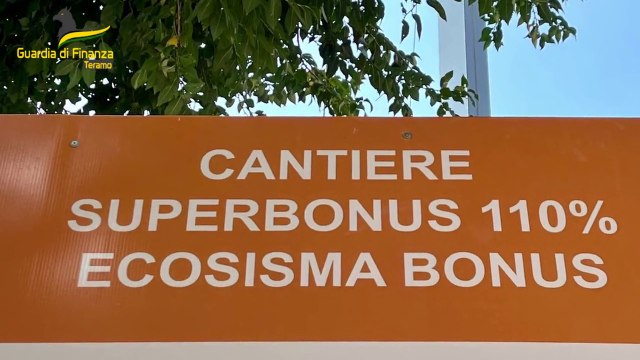 Guardia di Finanza
Teramo
CANTIERE
SUPERBONUS 110%
ECOSISMA BONUS